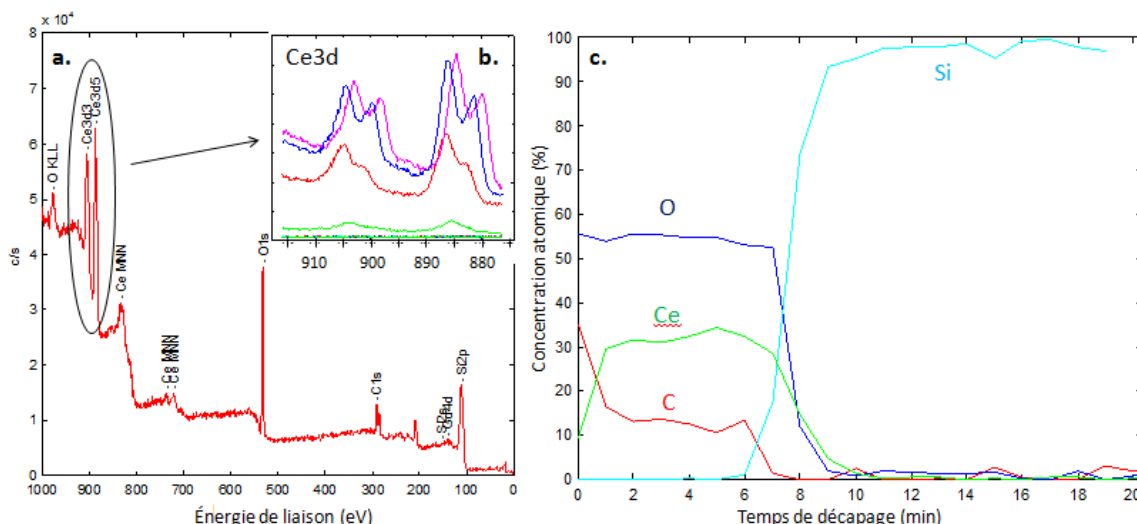 x 10⁴
a.
8
7
6
5
4
3
2
1
0
c/s
O KLL
- Ce3d3
- Ce3d5
- Ce MNN
- O1s
- C1s
- Si2p
1000 900 800 700 600 500 400 300 200 100 0
Énergie de liaison (eV)
Ce3d
b.
910 900 890 880
c.
100
90
80
70
60
50
40
30
20
10
0
Concentration atomique (%)
Si
O
Ce
C
0 2 4 6 8 10 12 14 16 18 20
Temps de décapage (min)